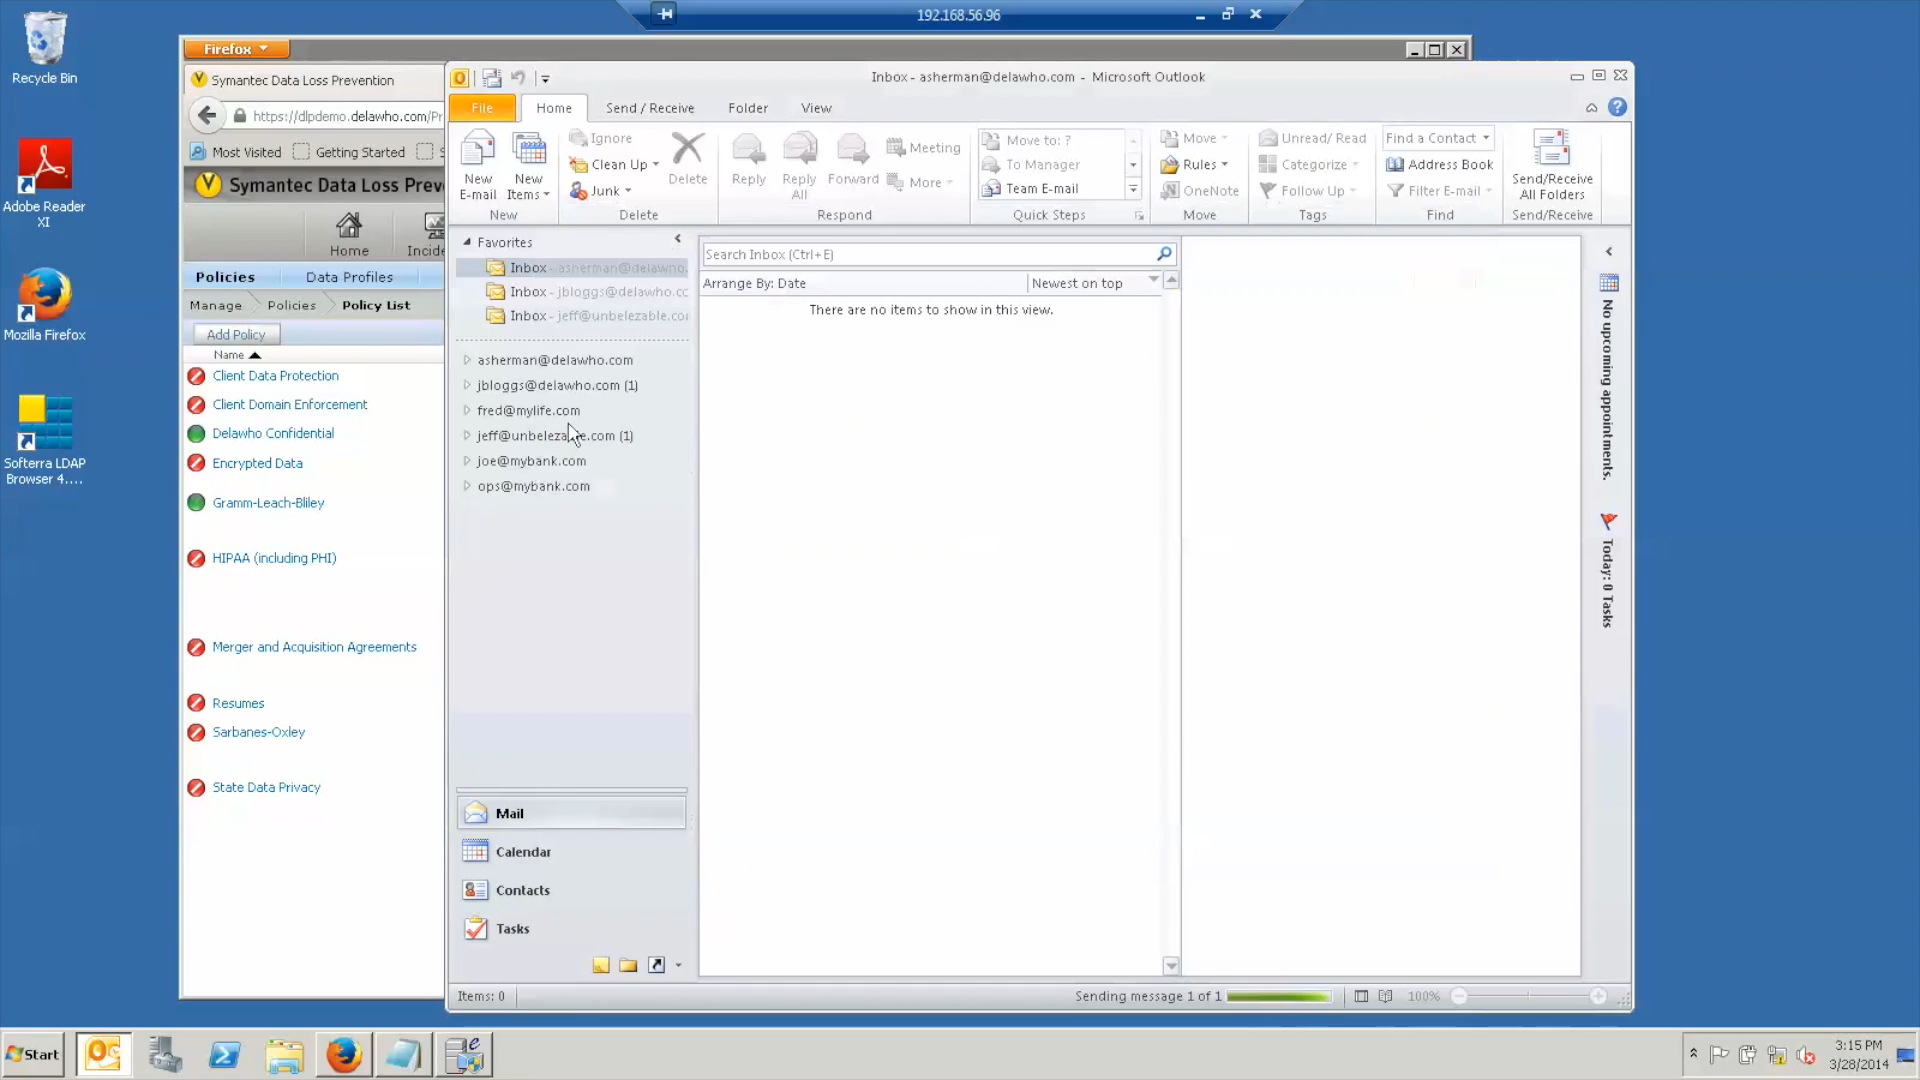 192.168.56.96
Recycle Bin
Adobe Reader
XI
Mozilla Firefox
Softerra LDAP
Browser 4....
Firefox
Symantec Data Loss Prevention
https://dlpdemo.delawho.com/Pr
Most Visited
Getting Started
Symantec Data Loss Prev
Home
Incide
Policies
Data Profiles
Manage
Policies
Policy List
Add Policy
Name
Client Data Protection
Client Domain Enforcement
Delawho Confidential
Encrypted Data
Gramm-Leach-Bliley
HIPAA (including PHI)
Merger and Acquisition Agreements
Resumes
Sarbanes-Oxley
State Data Privacy
Inbox - asherman@delawho.com - Microsoft Outlook
File
Home
Send / Receive
Folder
View
New
E-mail
New
Items
New
Ignore
Clean Up
Junk
Delete
Delete
Reply
Reply
All
Forward
Meeting
More
Respond
Move to: ?
To Manager
Team E-mail
Quick Steps
Move
Rules
OneNote
Move
Unread/ Read
Categorize
Follow Up
Tags
Find a Contact
Address Book
Filter E-mail
Find
Send/Receive
All Folders
Send/Receive
Favorites
Inbox - asherman@delawho.
Inbox - jbloggs@delawho.cc
Inbox - jeff@unbelezable.cor
asherman@delawho.com
jbloggs@delawho.com (1)
fred@mylife.com
jeff@unbelezable.com (1)
joe@mybank.com
ops@mybank.com
Mail
Calendar
Contacts
Tasks
Search Inbox (Ctrl+E)
Arrange By: Date
Newest on top
There are no items to show in this view.
No upcoming appointments.
Today: 0 Tasks
Items: 0
Sending message 1 of 1
100%
Start
3:15 PM
3/28/2014